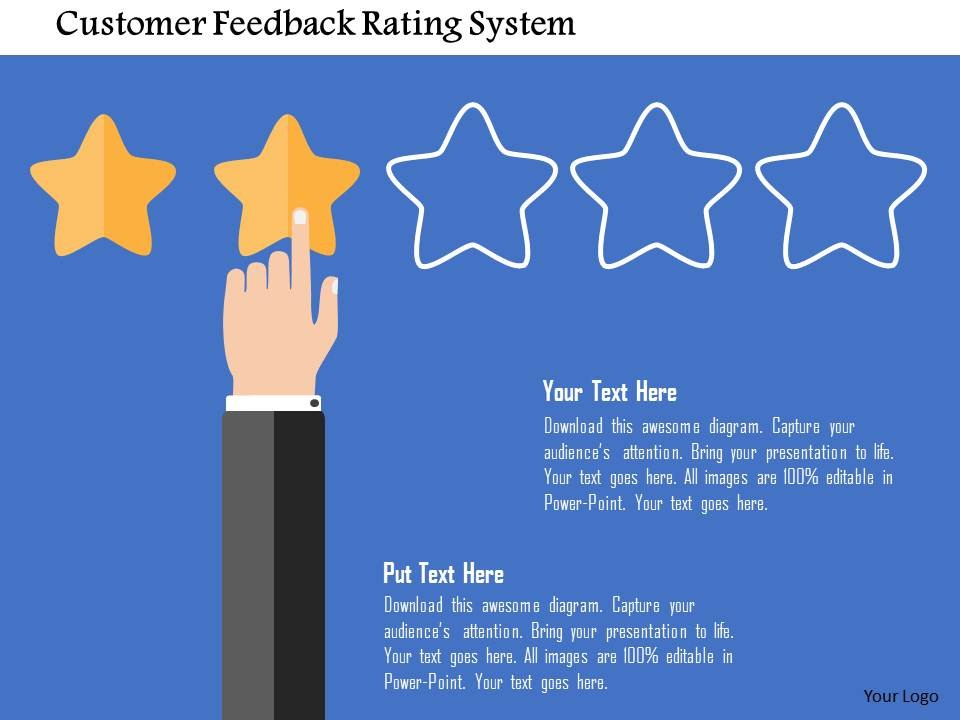 Customer Feedback Rating System
Your Text Here
Download this awesome diagram. Capture your
audience's attention. Bring your presentation to life.
Your text goes here. All images are 100% editable in
Power-Point. Your text goes here.
Put Text Here
Download this awesome diagram. Capture your
audience's attention. Bring your presentation to life.
Your text goes here. All images are 100% editable in
Power-Point. Your text goes here.
Your Logo